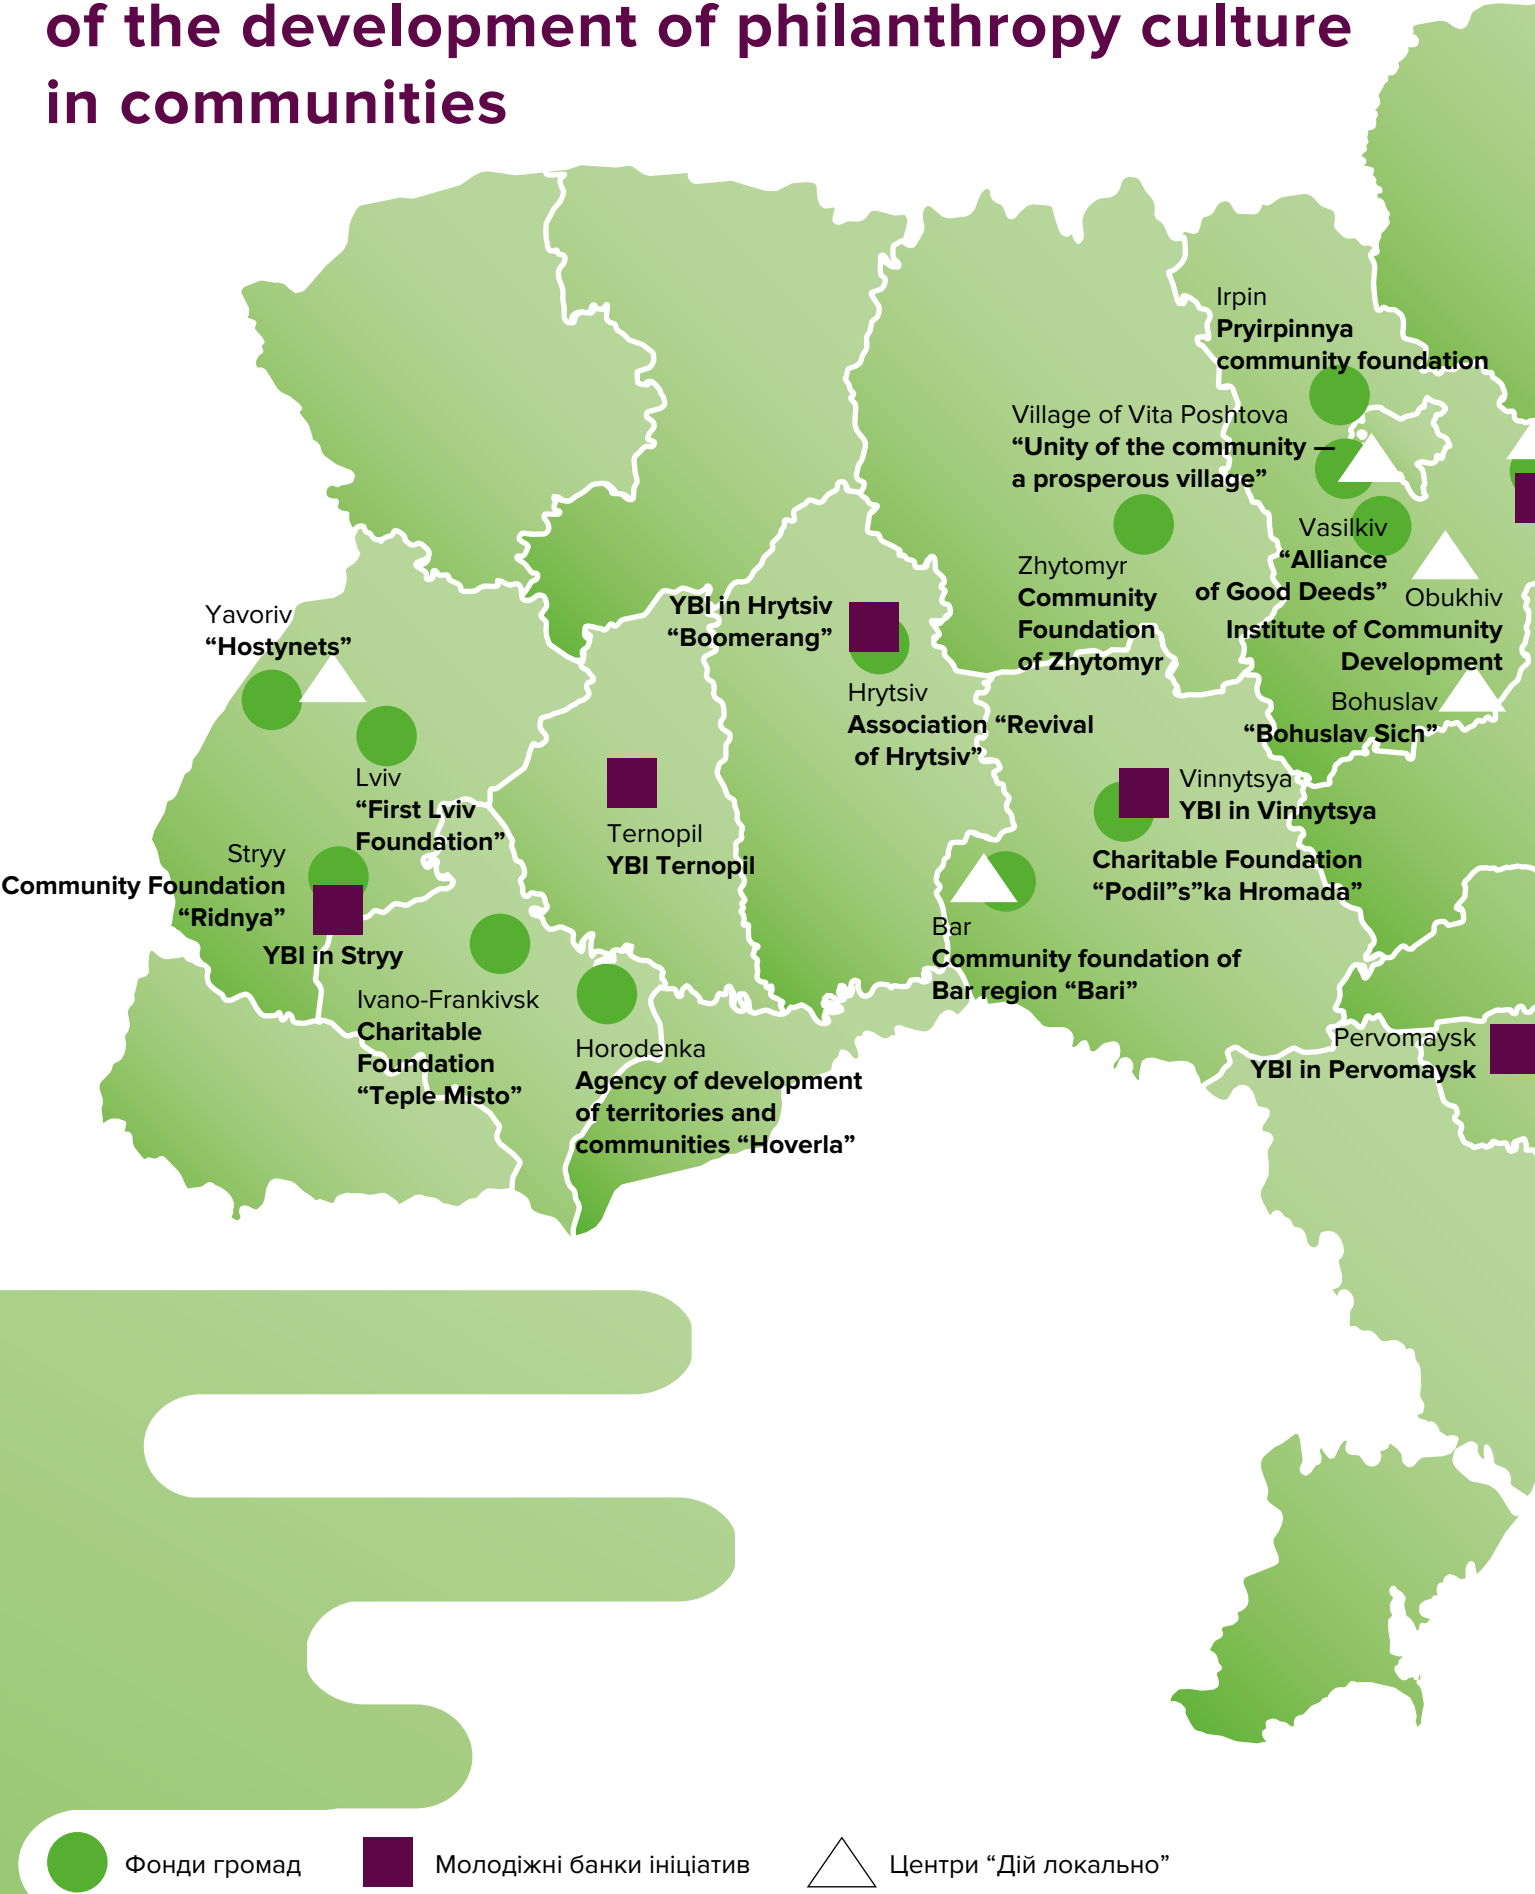 of the development of philanthropy culture
in communities
Irpin
Pryirpinnya
community foundation
Village of Vita Poshtova
“Unity of the community —
a prosperous village”
Vasilkiv
“Alliance
of Good Deeds”
Zhytomyr
Community
Foundation
of Zhytomyr
Obukhiv
Institute of Community
Development
Bohuslav
“Bohuslav Sich”
Yavoriv
“Hostynets”
YBI in Hrytsiv
“Boomerang”
Hrytsiv
Association “Revival
of Hrytsiv”
Lviv
“First Lviv
Foundation”
Ternopil
YBI Ternopil
Vinnytsya
YBI in Vinnytsya
Charitable Foundation
“Podil”s”ka Hromada”
Stryy
Community Foundation
“Ridnya”
YBI in Stryy
Bar
Community foundation of
Bar region “Bari”
Ivano-Frankivsk
Charitable
Foundation
“Teple Misto”
Horodenka
Agency of development
of territories and
communities “Hoverla”
Pervomaysk
YBI in Pervomaysk
Фонди громад
Молодіжні банки ініціатив
Центри “Дій локально”